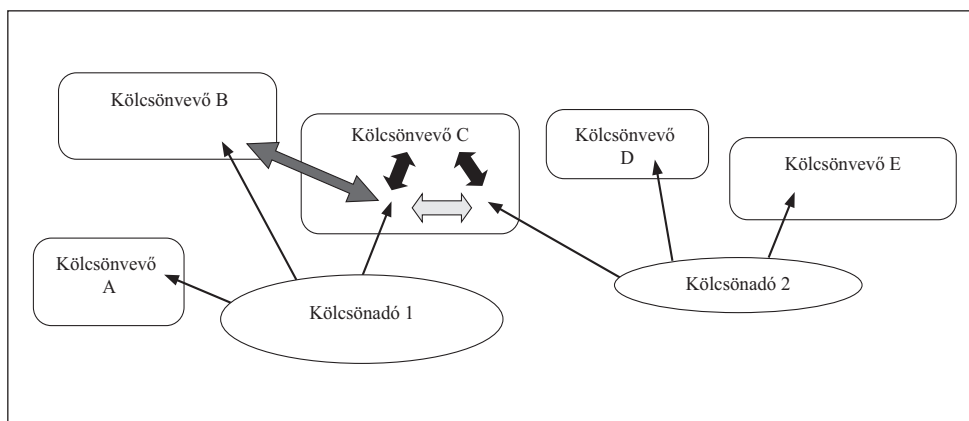 Kölcsönvevő B
Kölcsönvevő C
Kölcsönvevő
D
Kölcsönvevő E
Kölcsönvevő
A
Kölcsönadó 1
Kölcsönadó 2